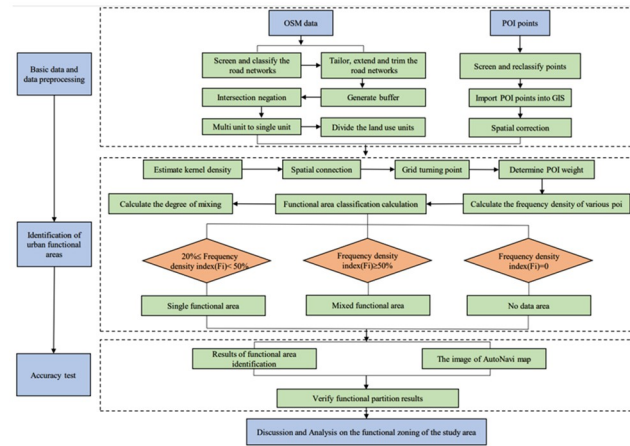 OSM data
POI points
Basic data and
data preprocessing
Screen and classify the
road networks
Tailor, extend and trim the
road networks
Screen and reclassify points
Intersection negation
Generate buffer
Import POI points into GIS
Multi unit to single unit
Divide the land use units
Spatial correction
Estimate kernel density
Spatial connection
Grid turning point
Determine POI weight
Calculate the degree of mixing
Functional area classification calculation
Calculate the frequency density of various poi
Identification of
urban functional
areas
20%≤ Frequency
density index(Fi)< 50%
Frequency density
index(Fi)≥50%
Frequency density
index(Fi)=0
Single functional area
Mixed functional area
No data area
Accuracy test
Results of functional area
identification
The image of AutoNavi map
Verify functional partition results
Discussion and Analysis on the functional zoning of the study area